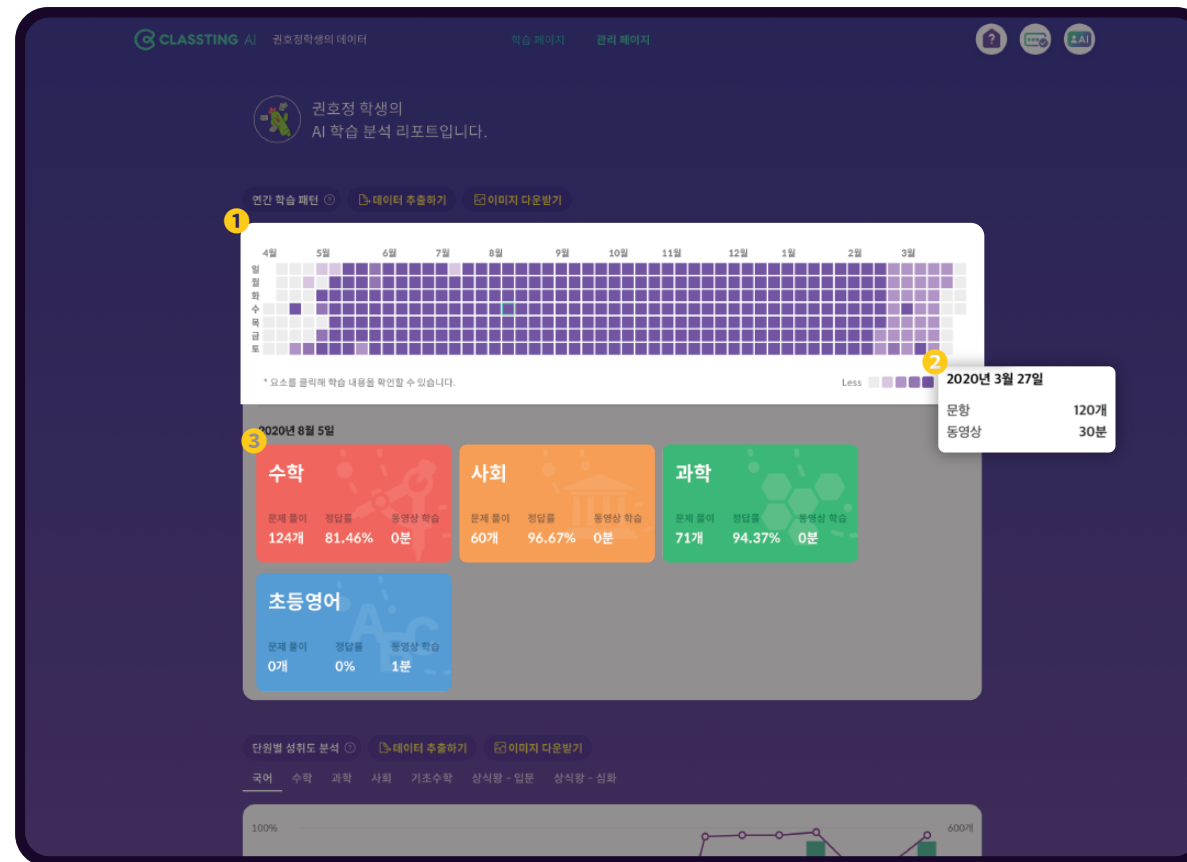 CLASSTING AI 권호정학생의 데이터 학습 페이지 관리 페이지 ? AI
권호정 학생의
AI 학습 분석 리포트입니다.
연간 학습 패턴 ? 데이터 추출하기 이미지 다운받기
1
4월 5월 6월 7월 8월 9월 10월 11월 12월 1월 2월 3월
일
월
화
수
목
금
토
* 요소를 클릭해 학습 내용을 확인할 수 있습니다.
Less
2
2020년 3월 27일
문항 120개
동영상 30분
2020년 8월 5일
3
수학
문제 풀이 정답률 동영상 학습
124개 81.46% 0분
사회
문제 풀이 정답률 동영상 학습
60개 96.67% 0분
과학
문제 풀이 정답률 동영상 학습
71개 94.37% 0분
초등영어
ABC
문제 풀이 정답률 동영상 학습
0개 0% 1분
단원별 성취도 분석 ? 데이터 추출하기 이미지 다운받기
국어 수학 과학 사회 기초수학 상식왕 - 입문 상식왕 - 심화
100% 600개